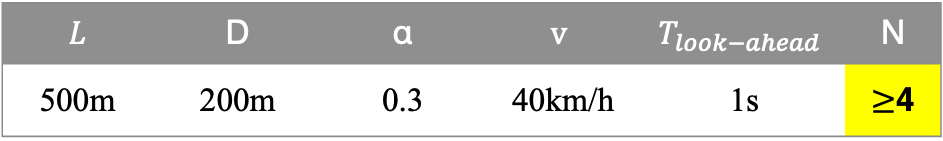 L D α v T_look-ahead N
500m 200m 0.3 40km/h 1s ≥4